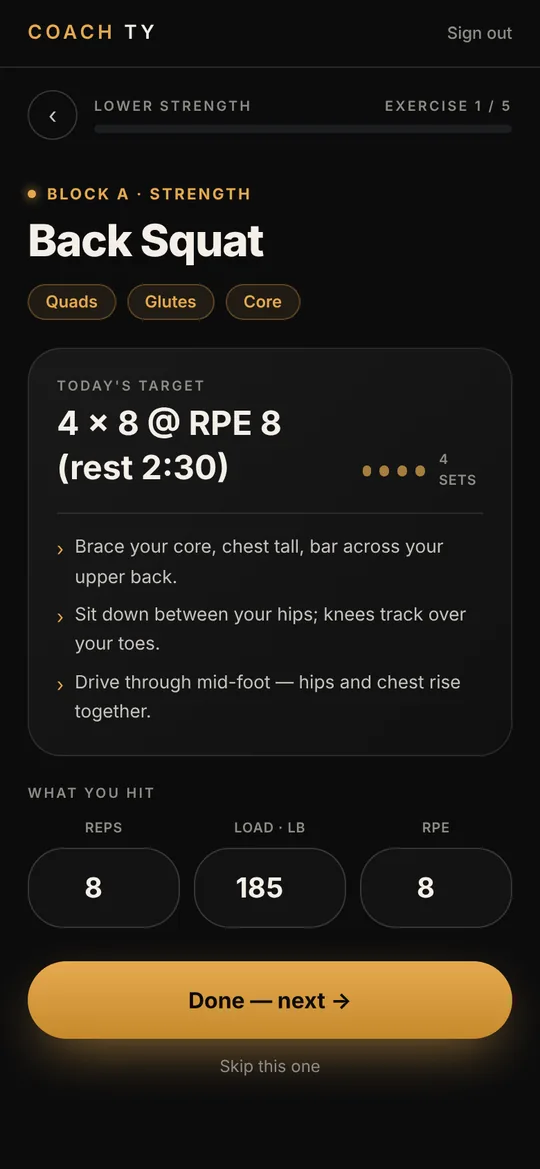 COACH TY
Sign out
‹
LOWER STRENGTH
EXERCISE 1 / 5
BLOCK A · STRENGTH
Back Squat
Quads
Glutes
Core
TODAY'S TARGET
4 × 8 @ RPE 8
(rest 2:30)
4
SETS
› Brace your core, chest tall, bar across your
upper back.
› Sit down between your hips; knees track over
your toes.
› Drive through mid-foot — hips and chest rise
together.
WHAT YOU HIT
REPS
LOAD · LB
RPE
8
185
8
Done — next →
Skip this one